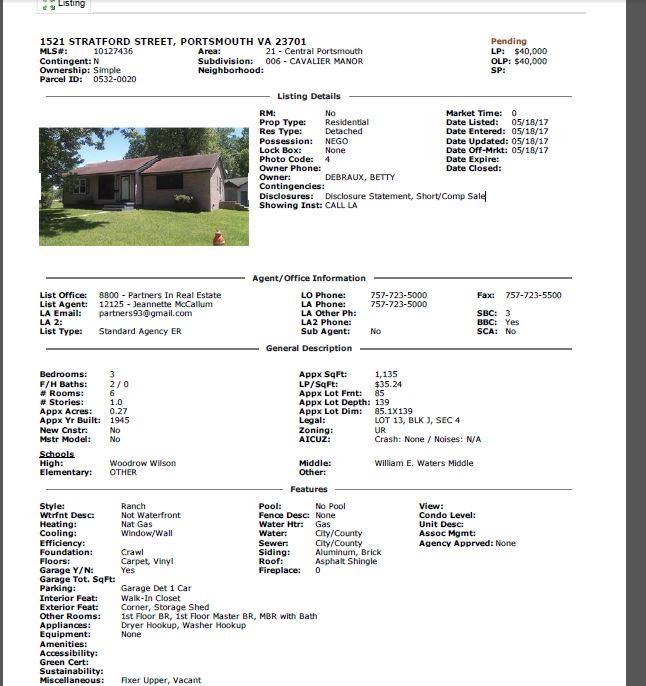 Listing
1521 STRATFORD STREET, PORTSMOUTH VA 23701 Pending
MLS#: 10127436 Area: 21 - Central Portsmouth LP: $40,000
Contingent: N Subdivision: 006 - CAVALIER MANOR OLP: $40,000
Ownership: Simple Neighborhood: SP:
Parcel ID: 0532-0020
Listing Details
RM: No Market Time: 0
Prop Type: Residential Date Listed: 05/18/17
Res Type: Detached Date Entered: 05/18/17
Possession: NEGO Date Updated: 05/18/17
Lock Box: None Date Off-Mrkt: 05/18/17
Photo Code: 4 Date Expire:
Owner Phone: Date Closed:
Owner: DEBRAUX, BETTY
Contingencies:
Disclosures: Disclosure Statement, Short/Comp Sale
Showing Inst: CALL LA
Agent/Office Information
List Office: 8800 - Partners In Real Estate LO Phone: 757-723-5000 Fax: 757-723-5500
List Agent: 12125 - Jeannette McCallum LA Phone: 757-723-5000
LA Email: partners93@gmail.com LA Other Ph: SBC: 3
LA 2: LA2 Phone: BBC: Yes
List Type: Standard Agency ER Sub Agent: No SCA: No
General Description
Bedrooms: 3 Appx SqFt: 1,135
F/H Baths: 2 / 0 LP/SqFt: $35.24
# Rooms: 6 Appx Lot Frnt: 85
# Stories: 1.0 Appx Lot Depth: 139
Appx Acres: 0.27 Appx Lot Dim: 85.1X139
Appx Yr Built: 1945 Legal: LOT 13, BLK J, SEC 4
New Cnstr: No Zoning: UR
Mstr Model: No AICUZ: Crash: None / Noises: N/A
Schools
High: Woodrow Wilson Middle: William E. Waters Middle
Elementary: OTHER Other:
Features
Style: Ranch Pool: No Pool View:
Wtrfnt Desc: Not Waterfront Fence Desc: None Condo Level:
Heating: Nat Gas Water Htr: Gas Unit Desc:
Cooling: Window/Wall Water: City/County Assoc Mgmt:
Efficiency: Sewer: City/County Agency Apprved: None
Foundation: Crawl Siding: Aluminum, Brick
Floors: Carpet, Vinyl Roof: Asphalt Shingle
Garage Y/N: Yes Fireplace: 0
Garage Tot. SqFt:
Parking: Garage Det 1 Car
Interior Feat: Walk-In Closet
Exterior Feat: Corner, Storage Shed
Other Rooms: 1st Floor BR, 1st Floor Master BR, MBR with Bath
Appliances: Dryer Hookup, Washer Hookup
Equipment: None
Amenities:
Accessibility:
Green Cert:
Sustainability:
Miscellaneous: Fixer Upper, Vacant